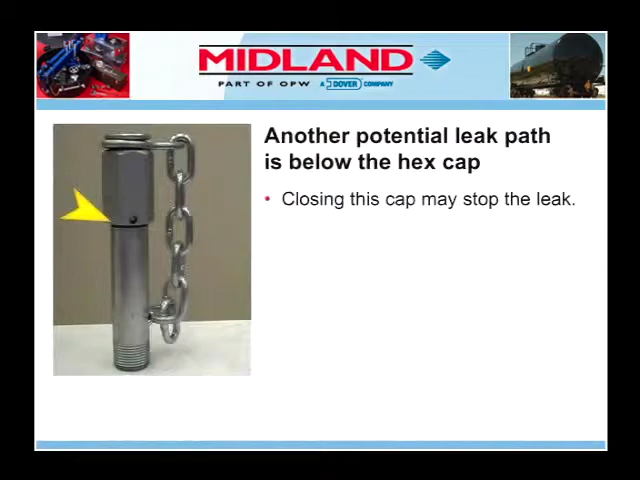 MIDLAND
PART OF OPW A DOVER COMPANY
Another potential leak path
is below the hex cap
• Closing this cap may stop the leak.